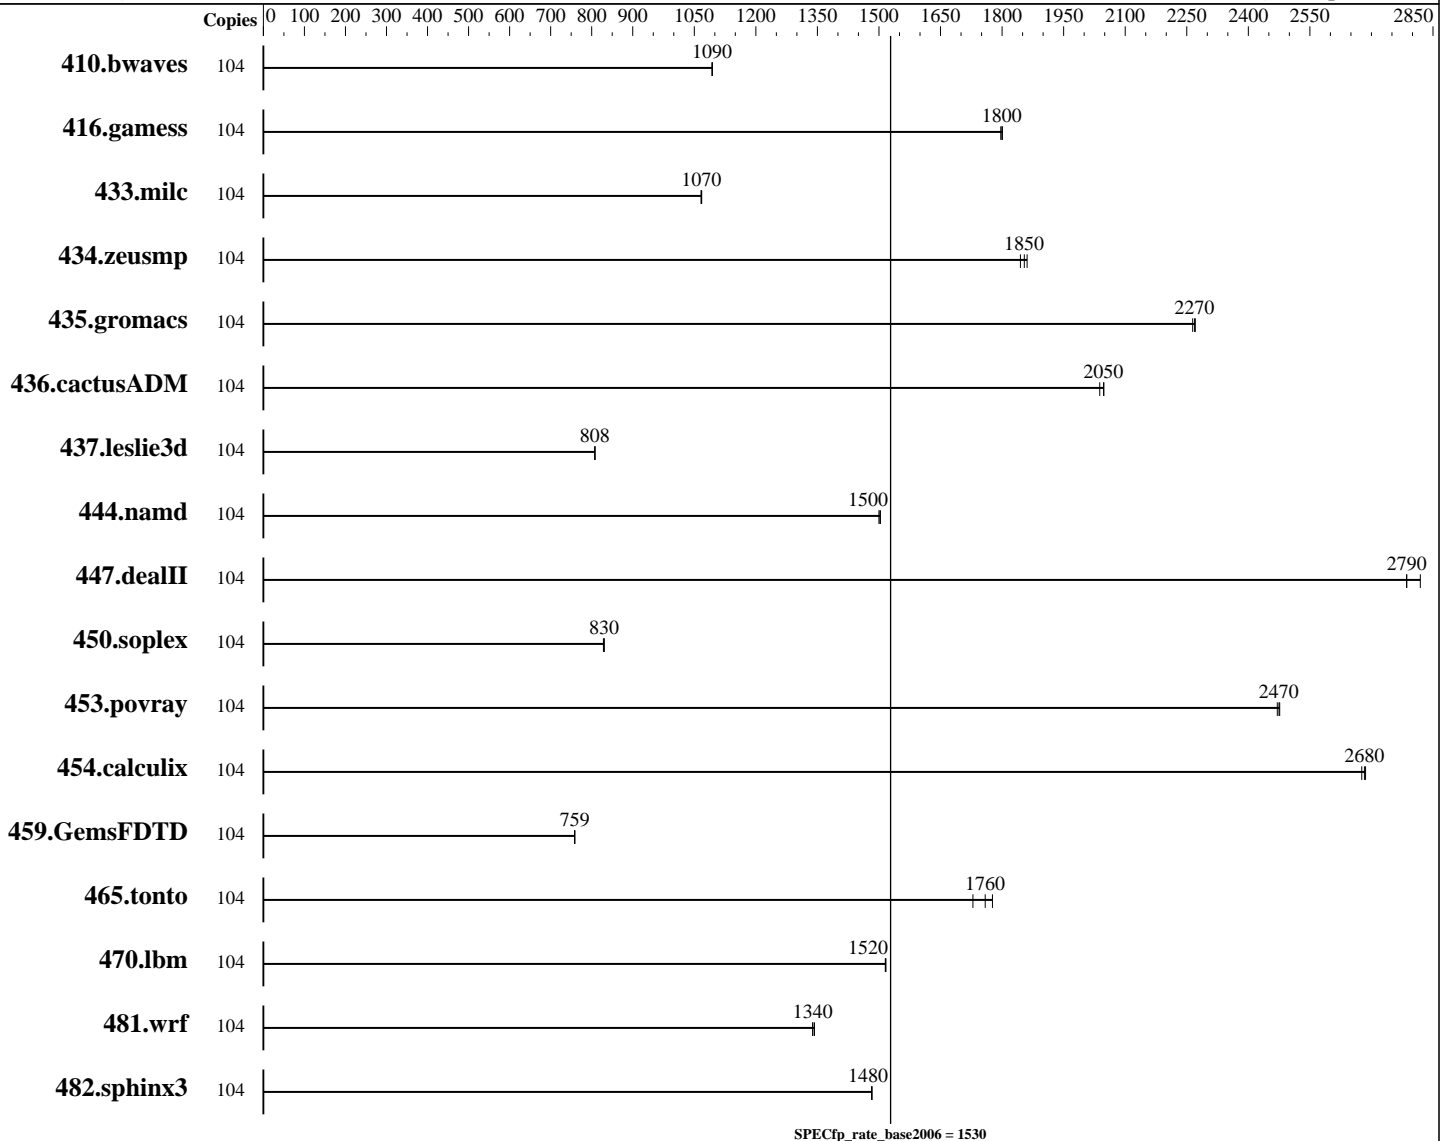 Copies 0 100 200 300 400 500 600 700 800 900 1050 1200 1350 1500 1650 1800 1950 2100 2250 2400 2550 2850
410.bwaves 104 1090
416.gamess 104 1800
433.milc 104 1070
434.zeusmp 104 1850
435.gromacs 104 2270
436.cactusADM 104 2050
437.leslie3d 104 808
444.namd 104 1500
447.dealII 104 2790
450.soplex 104 830
453.povray 104 2470
454.calculix 104 2680
459.GemsFDTD 104 759
465.tonto 104 1760
470.lbm 104 1520
481.wrf 104 1340
482.sphinx3 104 1480
SPECfp_rate_base2006 = 1530